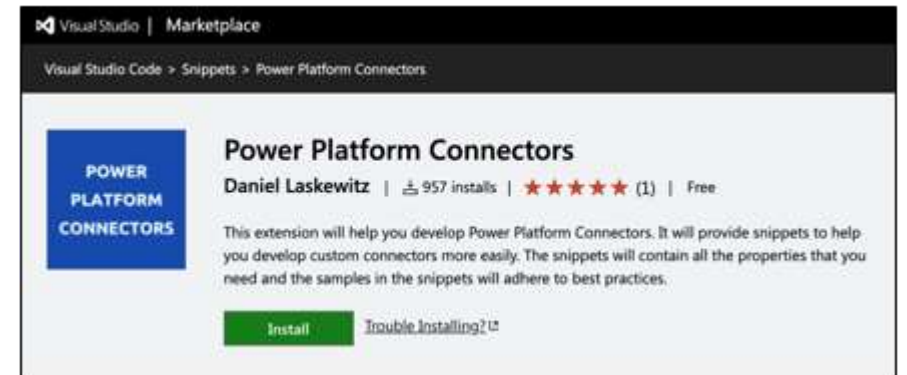 Visual Studio | Marketplace
Visual Studio Code > Snippets > Power Platform Connectors
POWER
PLATFORM
CONNECTORS
Power Platform Connectors
Daniel Laskewitz | 957 installs | ★★★★★ (1) | Free
This extension will help you develop Power Platform Connectors. It will provide snippets to help
you develop custom connectors more easily. The snippets will contain all the properties that you
need and the samples in the snippets will adhere to best practices.
Install Trouble Installing?